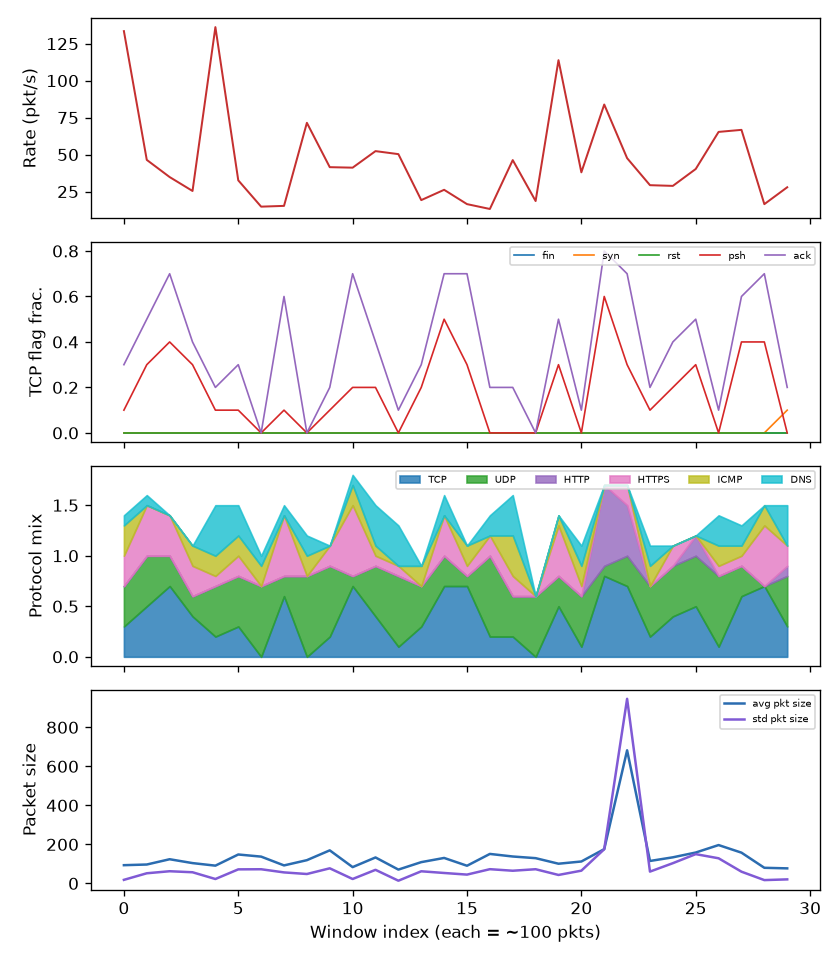 125
100
75
50
25
Rate (pkt/s)
fin syn rst psh ack
0.8
0.6
0.4
0.2
0.0
TCP flag frac.
TCP UDP HTTP HTTPS ICMP DNS
1.5
1.0
0.5
0.0
Protocol mix
avg pkt size
std pkt size
800
600
400
200
0
Packet size
0 5 10 15 20 25 30
Window index (each = ~100 pkts)